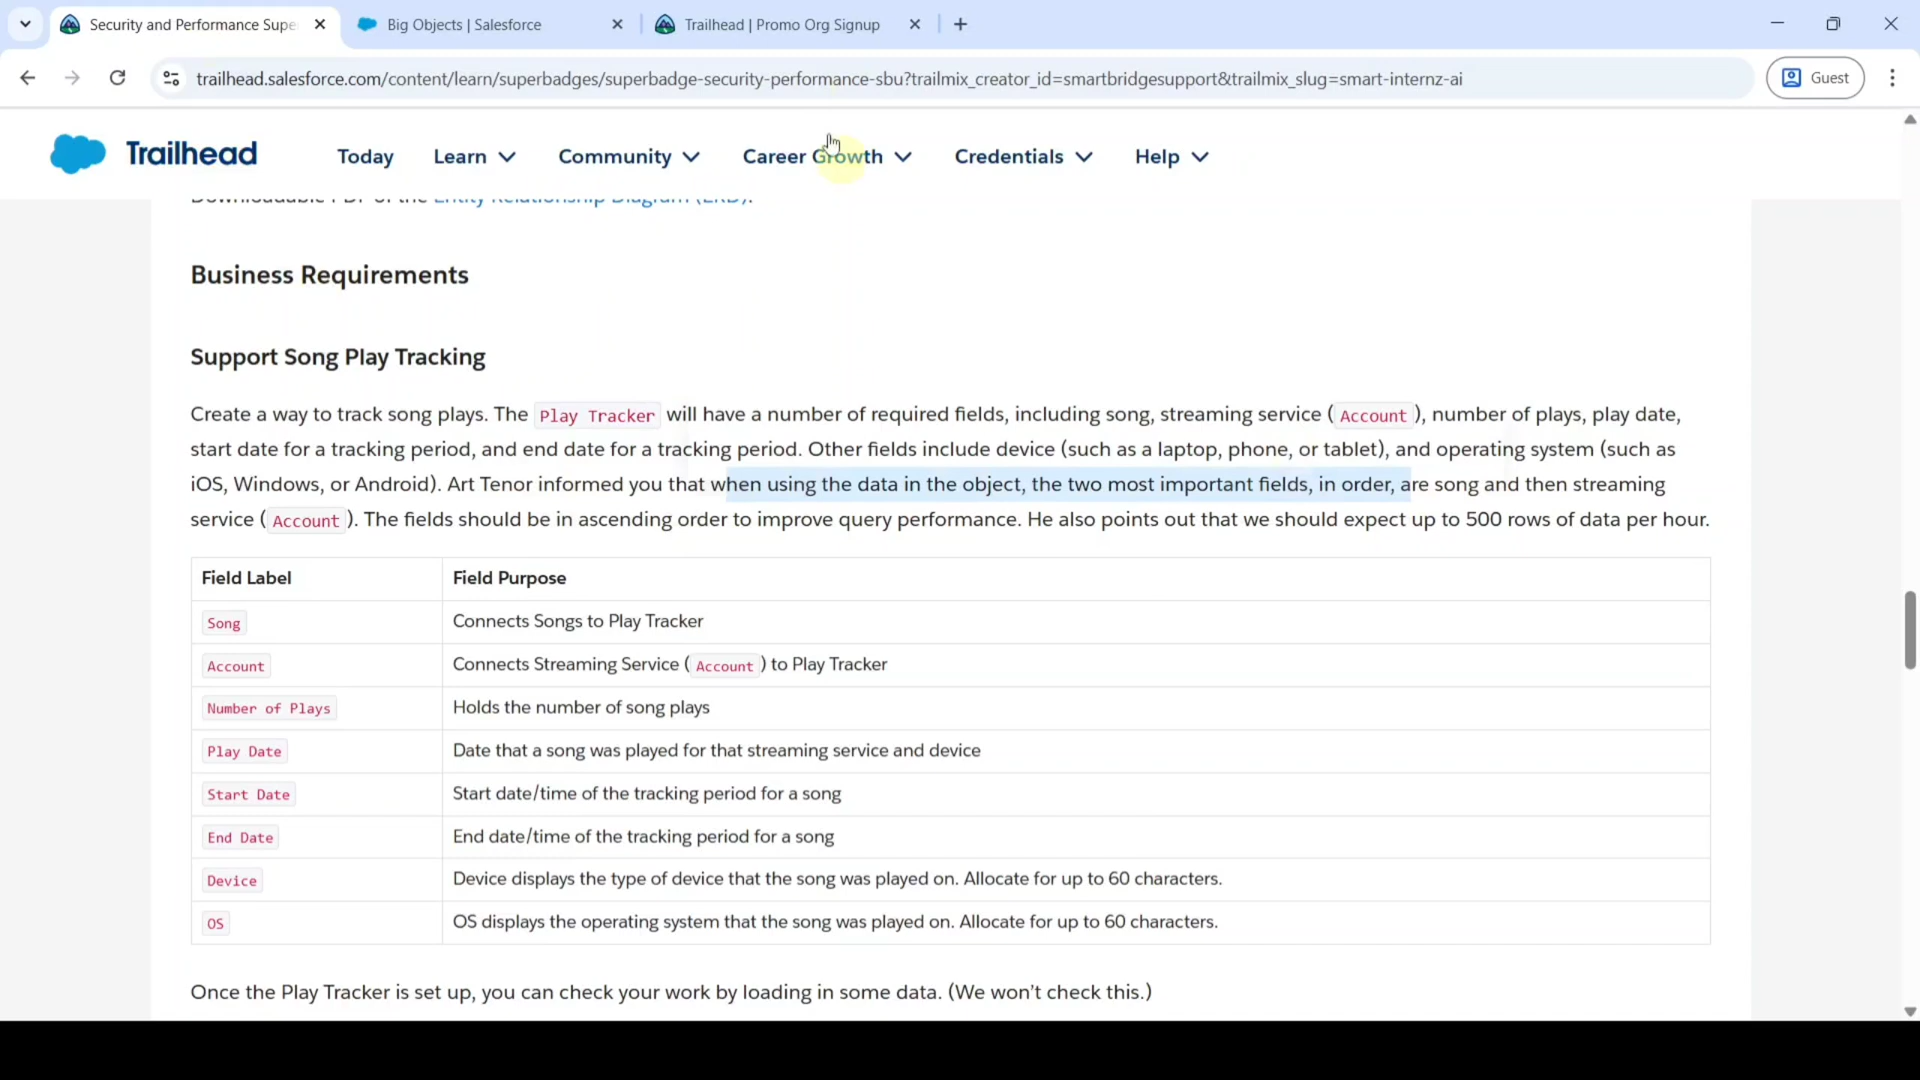 Security and Performance Supe
Big Objects | Salesforce
Trailhead | Promo Org Signup
trailhead.salesforce.com/content/learn/superbadges/superbadge-security-performance-sbu?trailmix_creator_id=smartbridgesupport&trailmix_slug=smart-internz-ai
Guest
Trailhead
Today
Learn
Community
Career Growth
Credentials
Help
Downloadable PDF of the Entity Relationship Diagram (ERD).
Business Requirements
Support Song Play Tracking
Create a way to track song plays. The Play Tracker will have a number of required fields, including song, streaming service (Account), number of plays, play date,
start date for a tracking period, and end date for a tracking period. Other fields include device (such as a laptop, phone, or tablet), and operating system (such as
iOS, Windows, or Android). Art Tenor informed you that when using the data in the object, the two most important fields, in order, are song and then streaming
service (Account). The fields should be in ascending order to improve query performance. He also points out that we should expect up to 500 rows of data per hour.
Field Label Field Purpose
Song Connects Songs to Play Tracker
Account Connects Streaming Service (Account) to Play Tracker
Number of Plays Holds the number of song plays
Play Date Date that a song was played for that streaming service and device
Start Date Start date/time of the tracking period for a song
End Date End date/time of the tracking period for a song
Device Device displays the type of device that the song was played on. Allocate for up to 60 characters.
OS OS displays the operating system that the song was played on. Allocate for up to 60 characters.
Once the Play Tracker is set up, you can check your work by loading in some data. (We won't check this.)